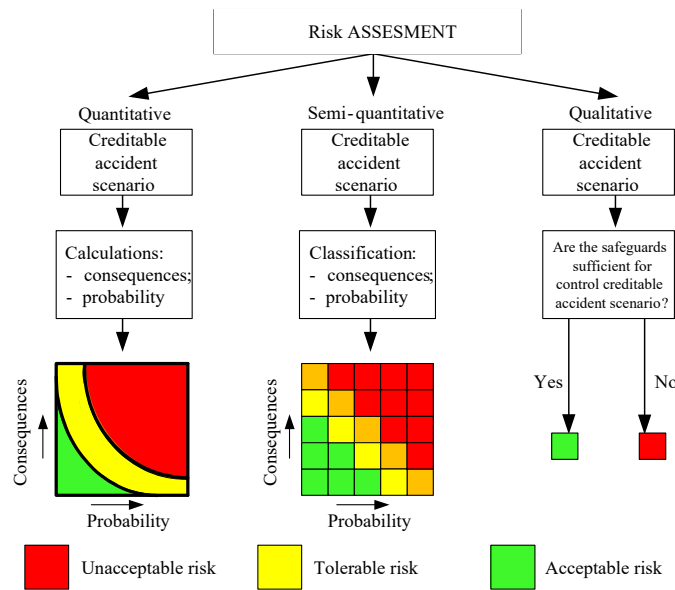 Risk ASSESMENT
Quantitative
Semi-quantitative
Qualitative
Creditable
accident
scenario
Creditable
accident
scenario
Creditable
accident
scenario
Calculations:
- consequences;
- probability
Classification:
- consequences;
- probability
Are the safeguards
sufficient for
control creditable
accident scenario?
Yes
No
Consequences
Probability
Consequences
Probability
Unacceptable risk
Tolerable risk
Acceptable risk